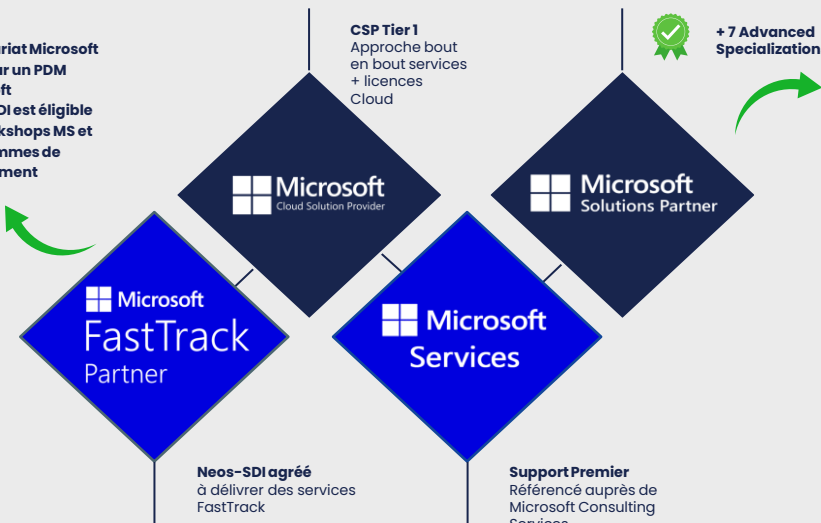 CSP Tier 1
Approche bout
en bout services
+ licences
Cloud
+ 7 Advanced
Specialization
riat Microsoft
r un PDM
ft
DI est éligible
kshops MS et
mmes de
ment
Microsoft
Cloud Solution Provider
Microsoft
Solutions Partner
Microsoft
FastTrack
Partner
Microsoft
Services
Neos-SDI agréé
à délivrer des services
FastTrack
Support Premier
Référencé auprès de
Microsoft Consulting
Services